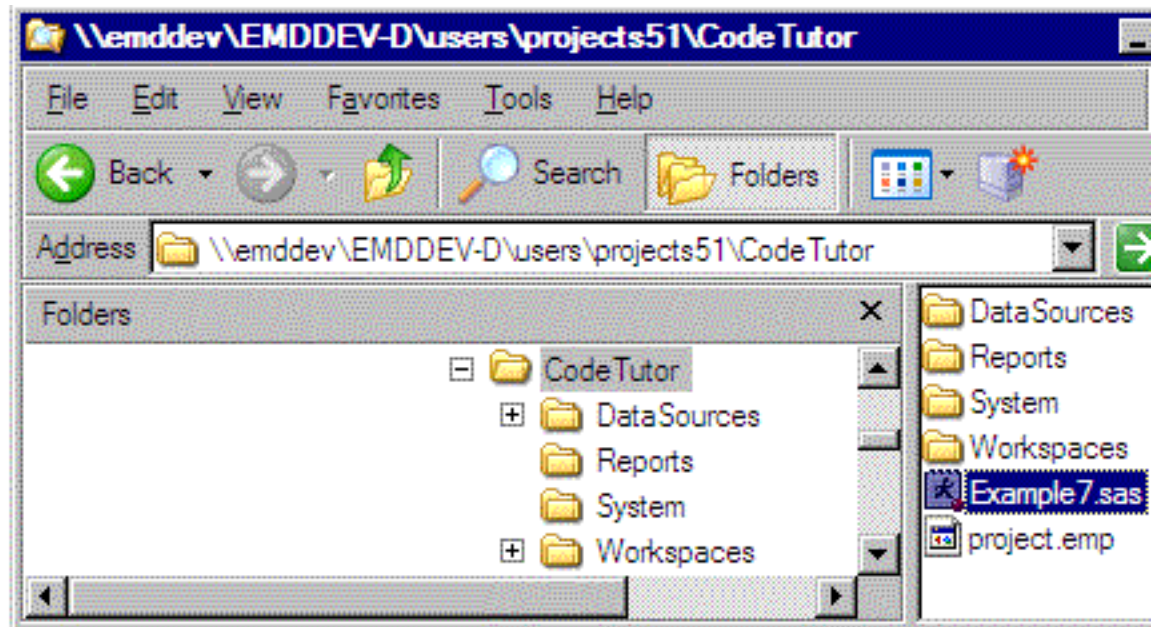 \\emddev\EMDDEV-D\users\projects51\CodeTutor
File Edit View Favorites Tools Help
Back Search Folders
Address \\emddev\EMDDEV-D\users\projects51\CodeTutor
Folders
CodeTutor
DataSources
Reports
System
Workspaces
DataSources
Reports
System
Workspaces
Example7.sas
project.emp